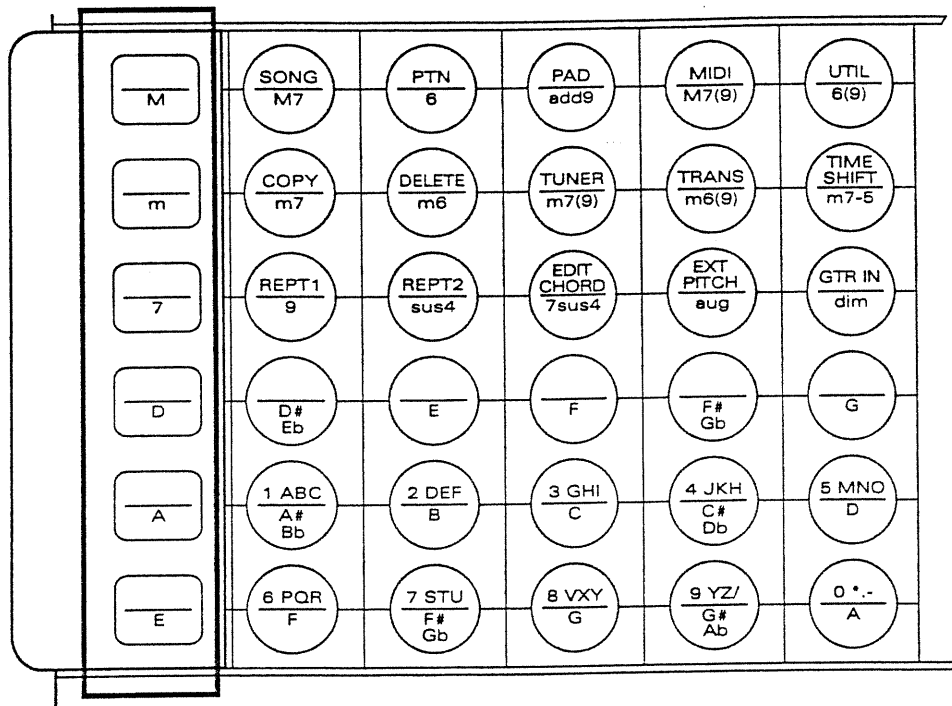 M
SONG
M7
PTN
6
PAD
add9
MIDI
M7(9)
UTIL
6(9)
m
COPY
m7
DELETE
m6
TUNER
m7(9)
TRANS
m6(9)
TIME
SHIFT
m7-5
7
REPT1
9
REPT2
sus4
EDIT
CHORD
7sus4
EXT
PITCH
aug
GTR IN
dim
D
D#
Eb
E
F
F#
Gb
G
A
1 ABC
A#
Bb
2 DEF
B
3 GHI
C
4 JKH
C#
Db
5 MNO
D
E
6 PQR
F
7 STU
F#
Gb
8 VXY
G
9 YZ/
G#
Ab
0 *.-
A